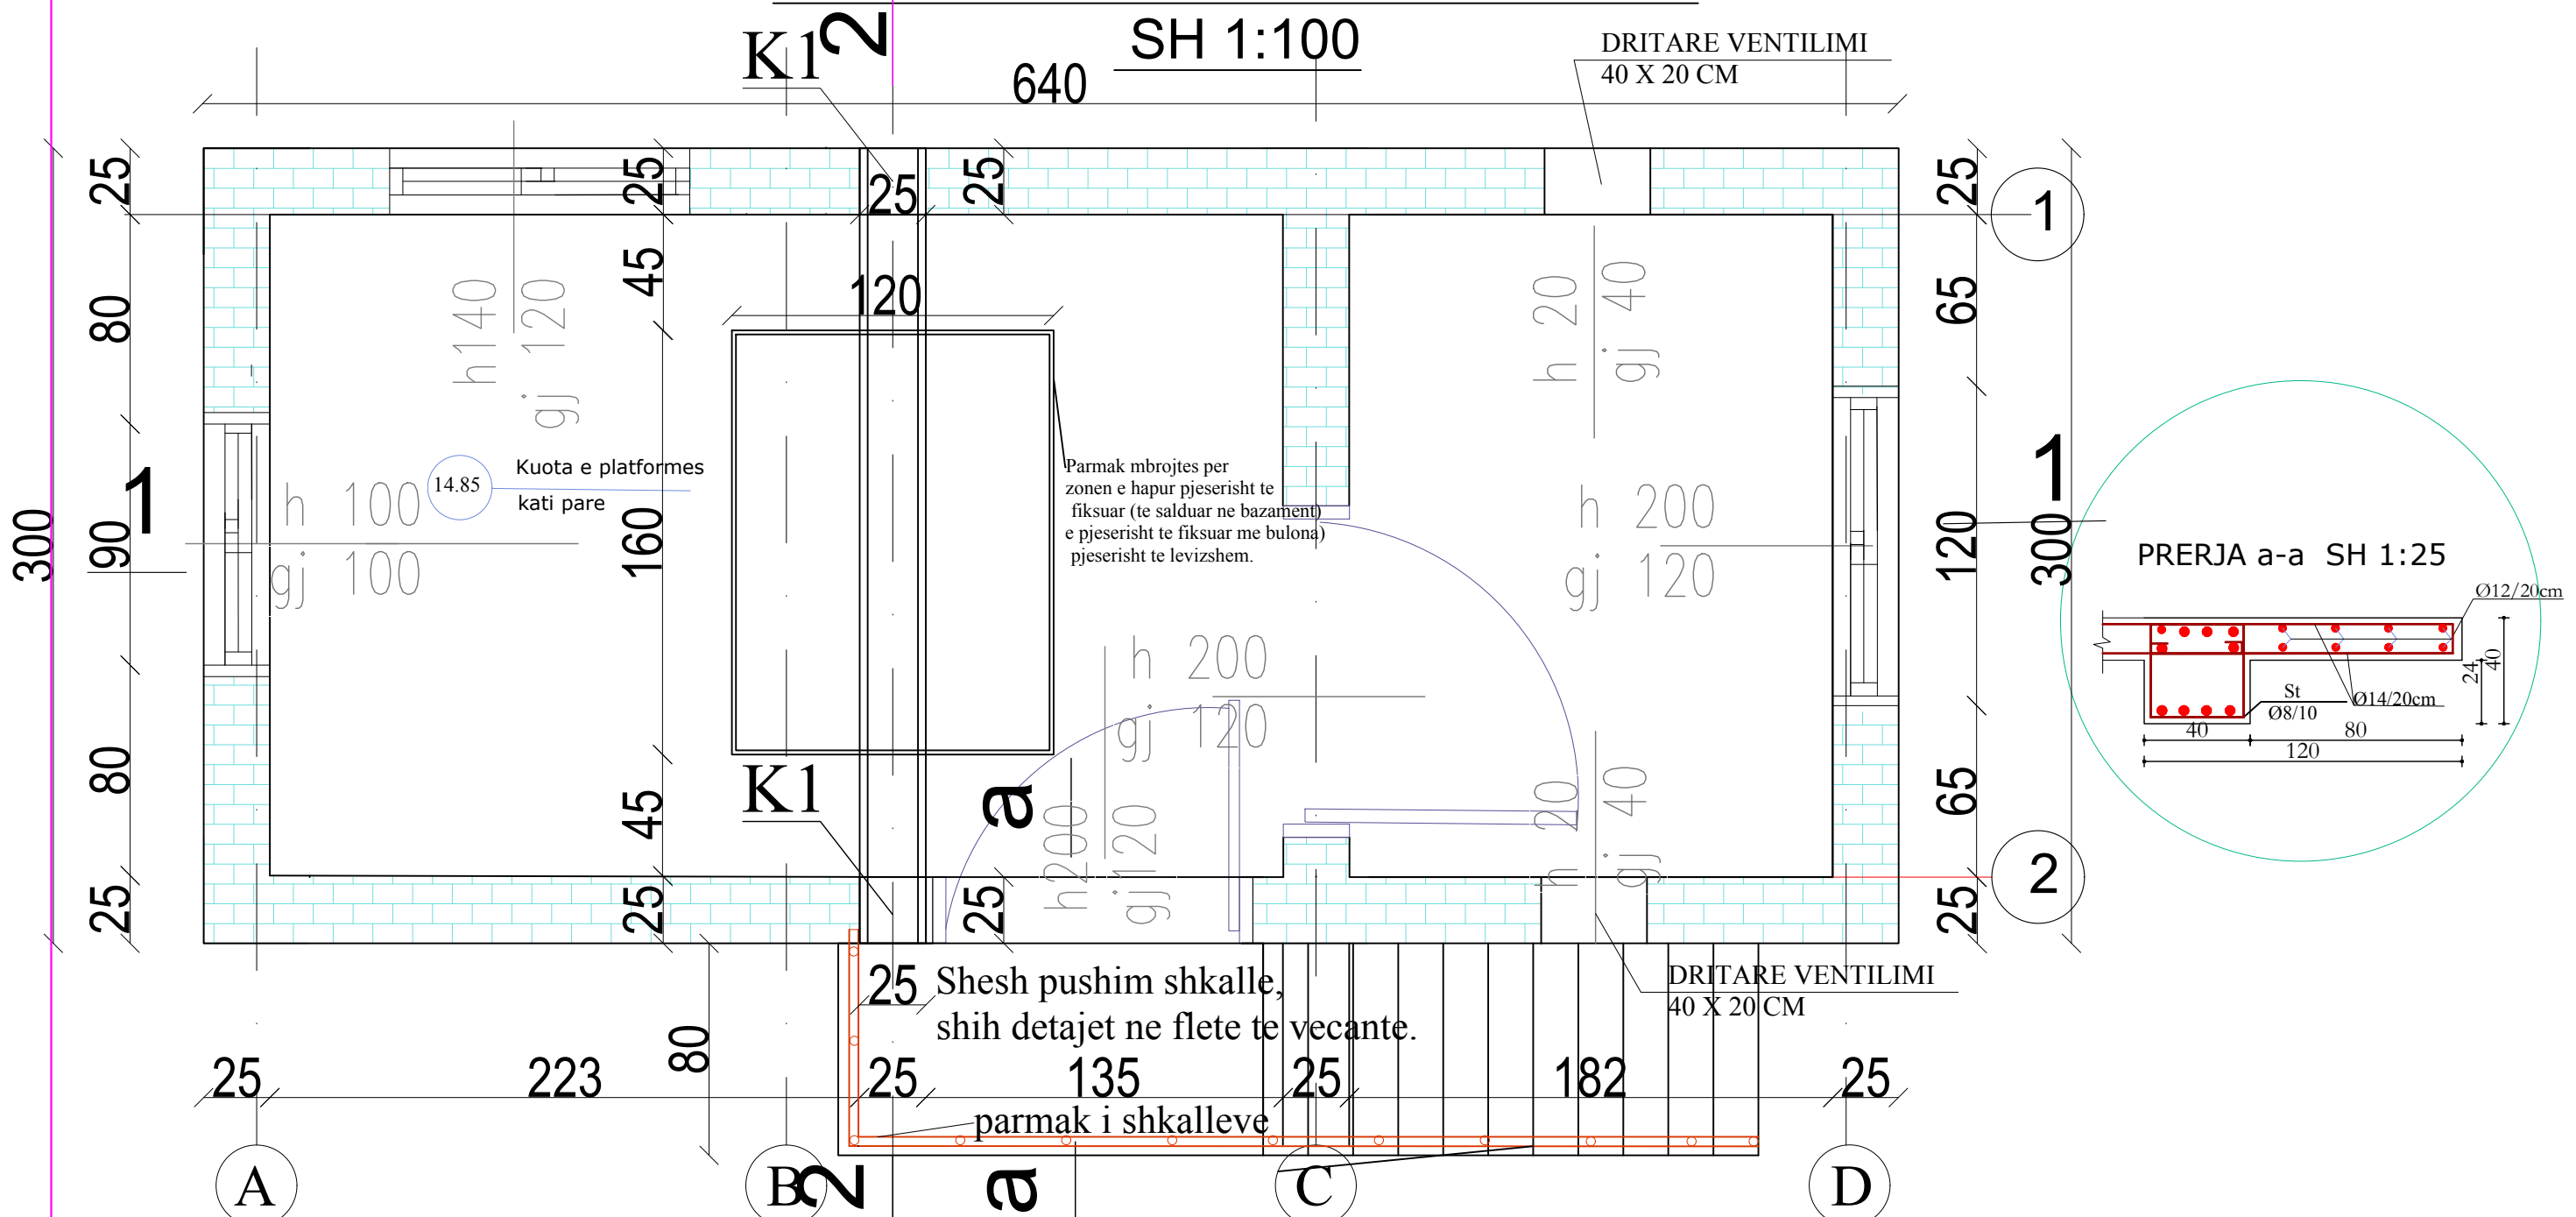 SH 1:100
K1
2
640
DRITARE VENTILIMI
40 X 20 CM
25
25
25
25
25
1
80
45
120
65
h140
gj 120
h 20
gj 40
300
1
90
h 100
gj 100
14.85
Kuota e platformes
kati pare
160
Parmak mbrojtes per
zonen e hapur pjeserisht te
fiksuar (te salduar ne bazament)
e pjeserisht te fiksuar me bulona)
pjeserisht te levizshem.
h 200
gj 120
h 200
gj 120
120
1
300
PRERJA a-a SH 1:25
Ø12/20cm
24
40
St
Ø8/10
Ø14/20cm
40
80
120
80
45
K1
a
h200
gj120
h 20
gj 40
65
2
25
25
25
25
25
Shesh pushim shkalle,
shih detajet ne flete te vecante.
DRITARE VENTILIMI
40 X 20 CM
80
25
223
25
135
25
182
25
parmak i shkalleve
A
B
2
a
C
D